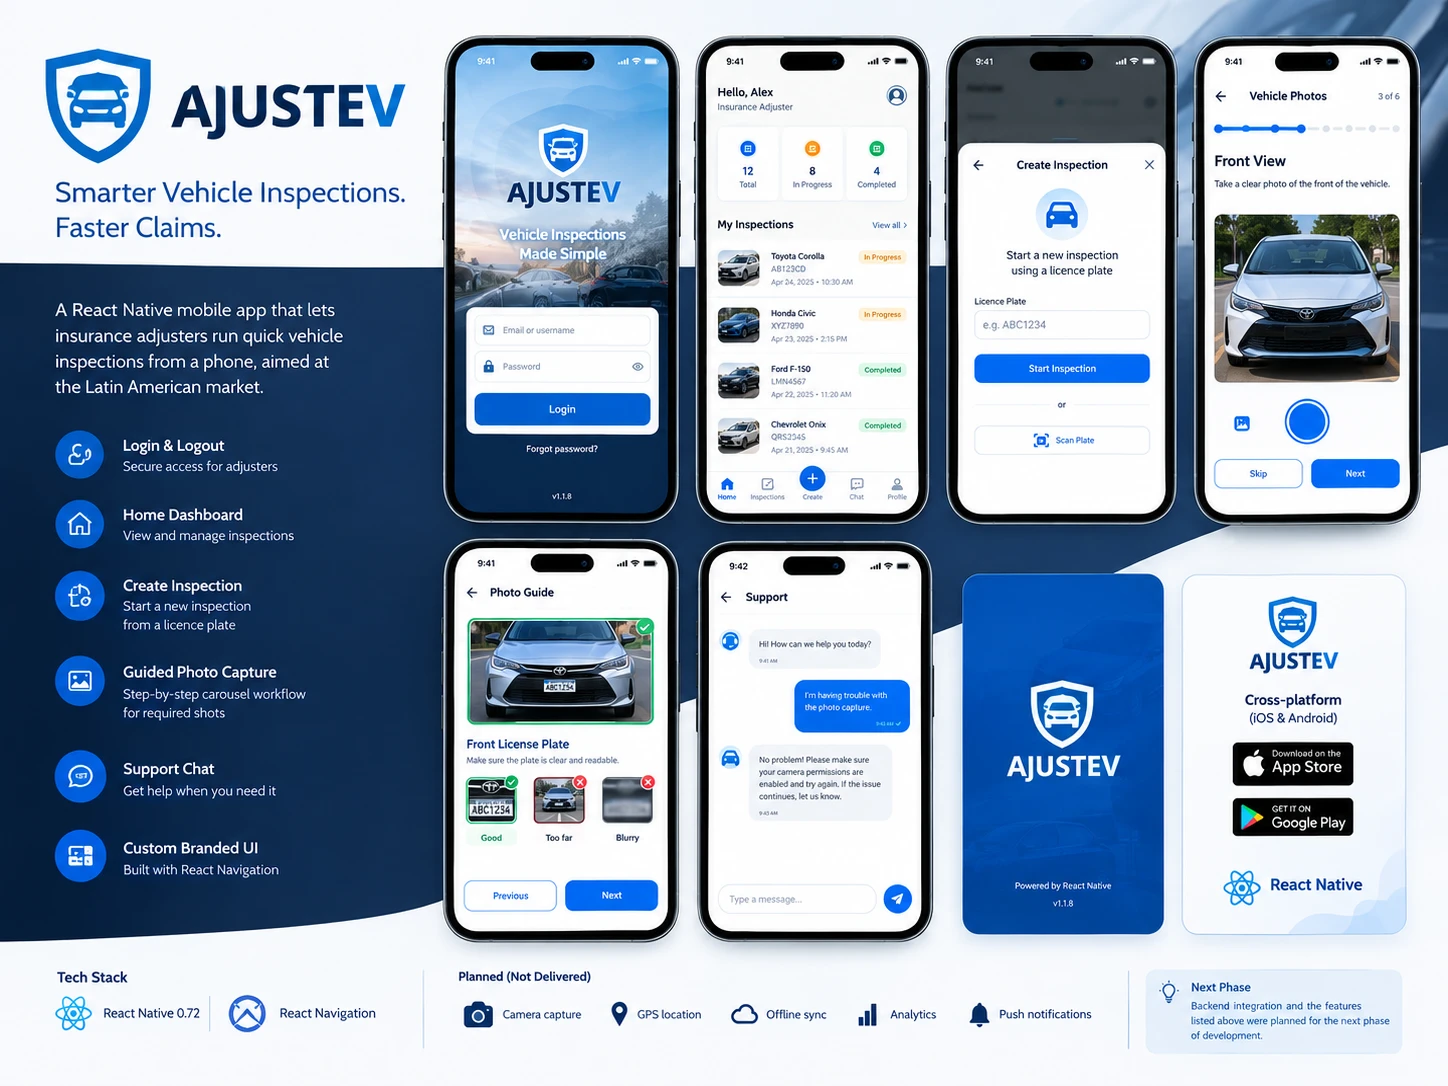 AJUSTEV
Smarter Vehicle Inspections.
Faster Claims.
A React Native mobile app that lets
insurance adjusters run quick vehicle
inspections from a phone, aimed at
the Latin American market.
Login & Logout
Secure access for adjusters
Home Dashboard
View and manage inspections
Create Inspection
Start a new inspection
from a licence plate
Guided Photo Capture
Step-by-step carousel workflow
for required shots
Support Chat
Get help when you need it
Custom Branded UI
Built with React Navigation
9:41
AJUSTEV
Vehicle Inspections
Made Simple
Email or username
Password
Login
Forgot password?
v1.1.8
9:41
Hello, Alex
Insurance Adjuster
12
Total
8
In Progress
4
Completed
My Inspections
View all
Toyota Corolla
In Progress
AB123CD
Apr 24, 2025 • 10:30 AM
Honda Civic
In Progress
XYZ7890
Apr 23, 2025 • 2:15 PM
Ford F-150
Completed
LMN4567
Apr 22, 2025 • 11:20 AM
Chevrolet Onix
Completed
QRS234S
Apr 21, 2025 • 9:45 AM
Home
Inspections
Create
Chat
Profile
9:41
Create Inspection
Start a new inspection
using a licence plate
Licence Plate
e.g. ABC1234
Start Inspection
or
Scan Plate
9:41
Vehicle Photos
3 of 6
Front View
Take a clear photo of the front of the vehicle.
Skip
Next
9:41
Photo Guide
ABC1234
Front License Plate
Make sure the plate is clear and readable.
ABC1234
Good
Too far
Blurry
Previous
Next
9:42
Support
Hi! How can we help you today?
9:41 AM
I'm having trouble with
the photo capture.
No problem! Please make sure
your camera permissions are
enabled and try again. If the issue
continues, let us know.
Type a message...
AJUSTEV
Powered by React Native
v1.1.8
AJUSTEV
Cross-platform
(iOS & Android)
Download on the
App Store
GET IT ON
Google Play
React Native
Tech Stack
React Native 0.72
React Navigation
Planned (Not Delivered)
Camera capture
GPS location
Offline sync
Analytics
Push notifications
Next Phase
Backend integration and the features
listed above were planned for the next phase
of development.